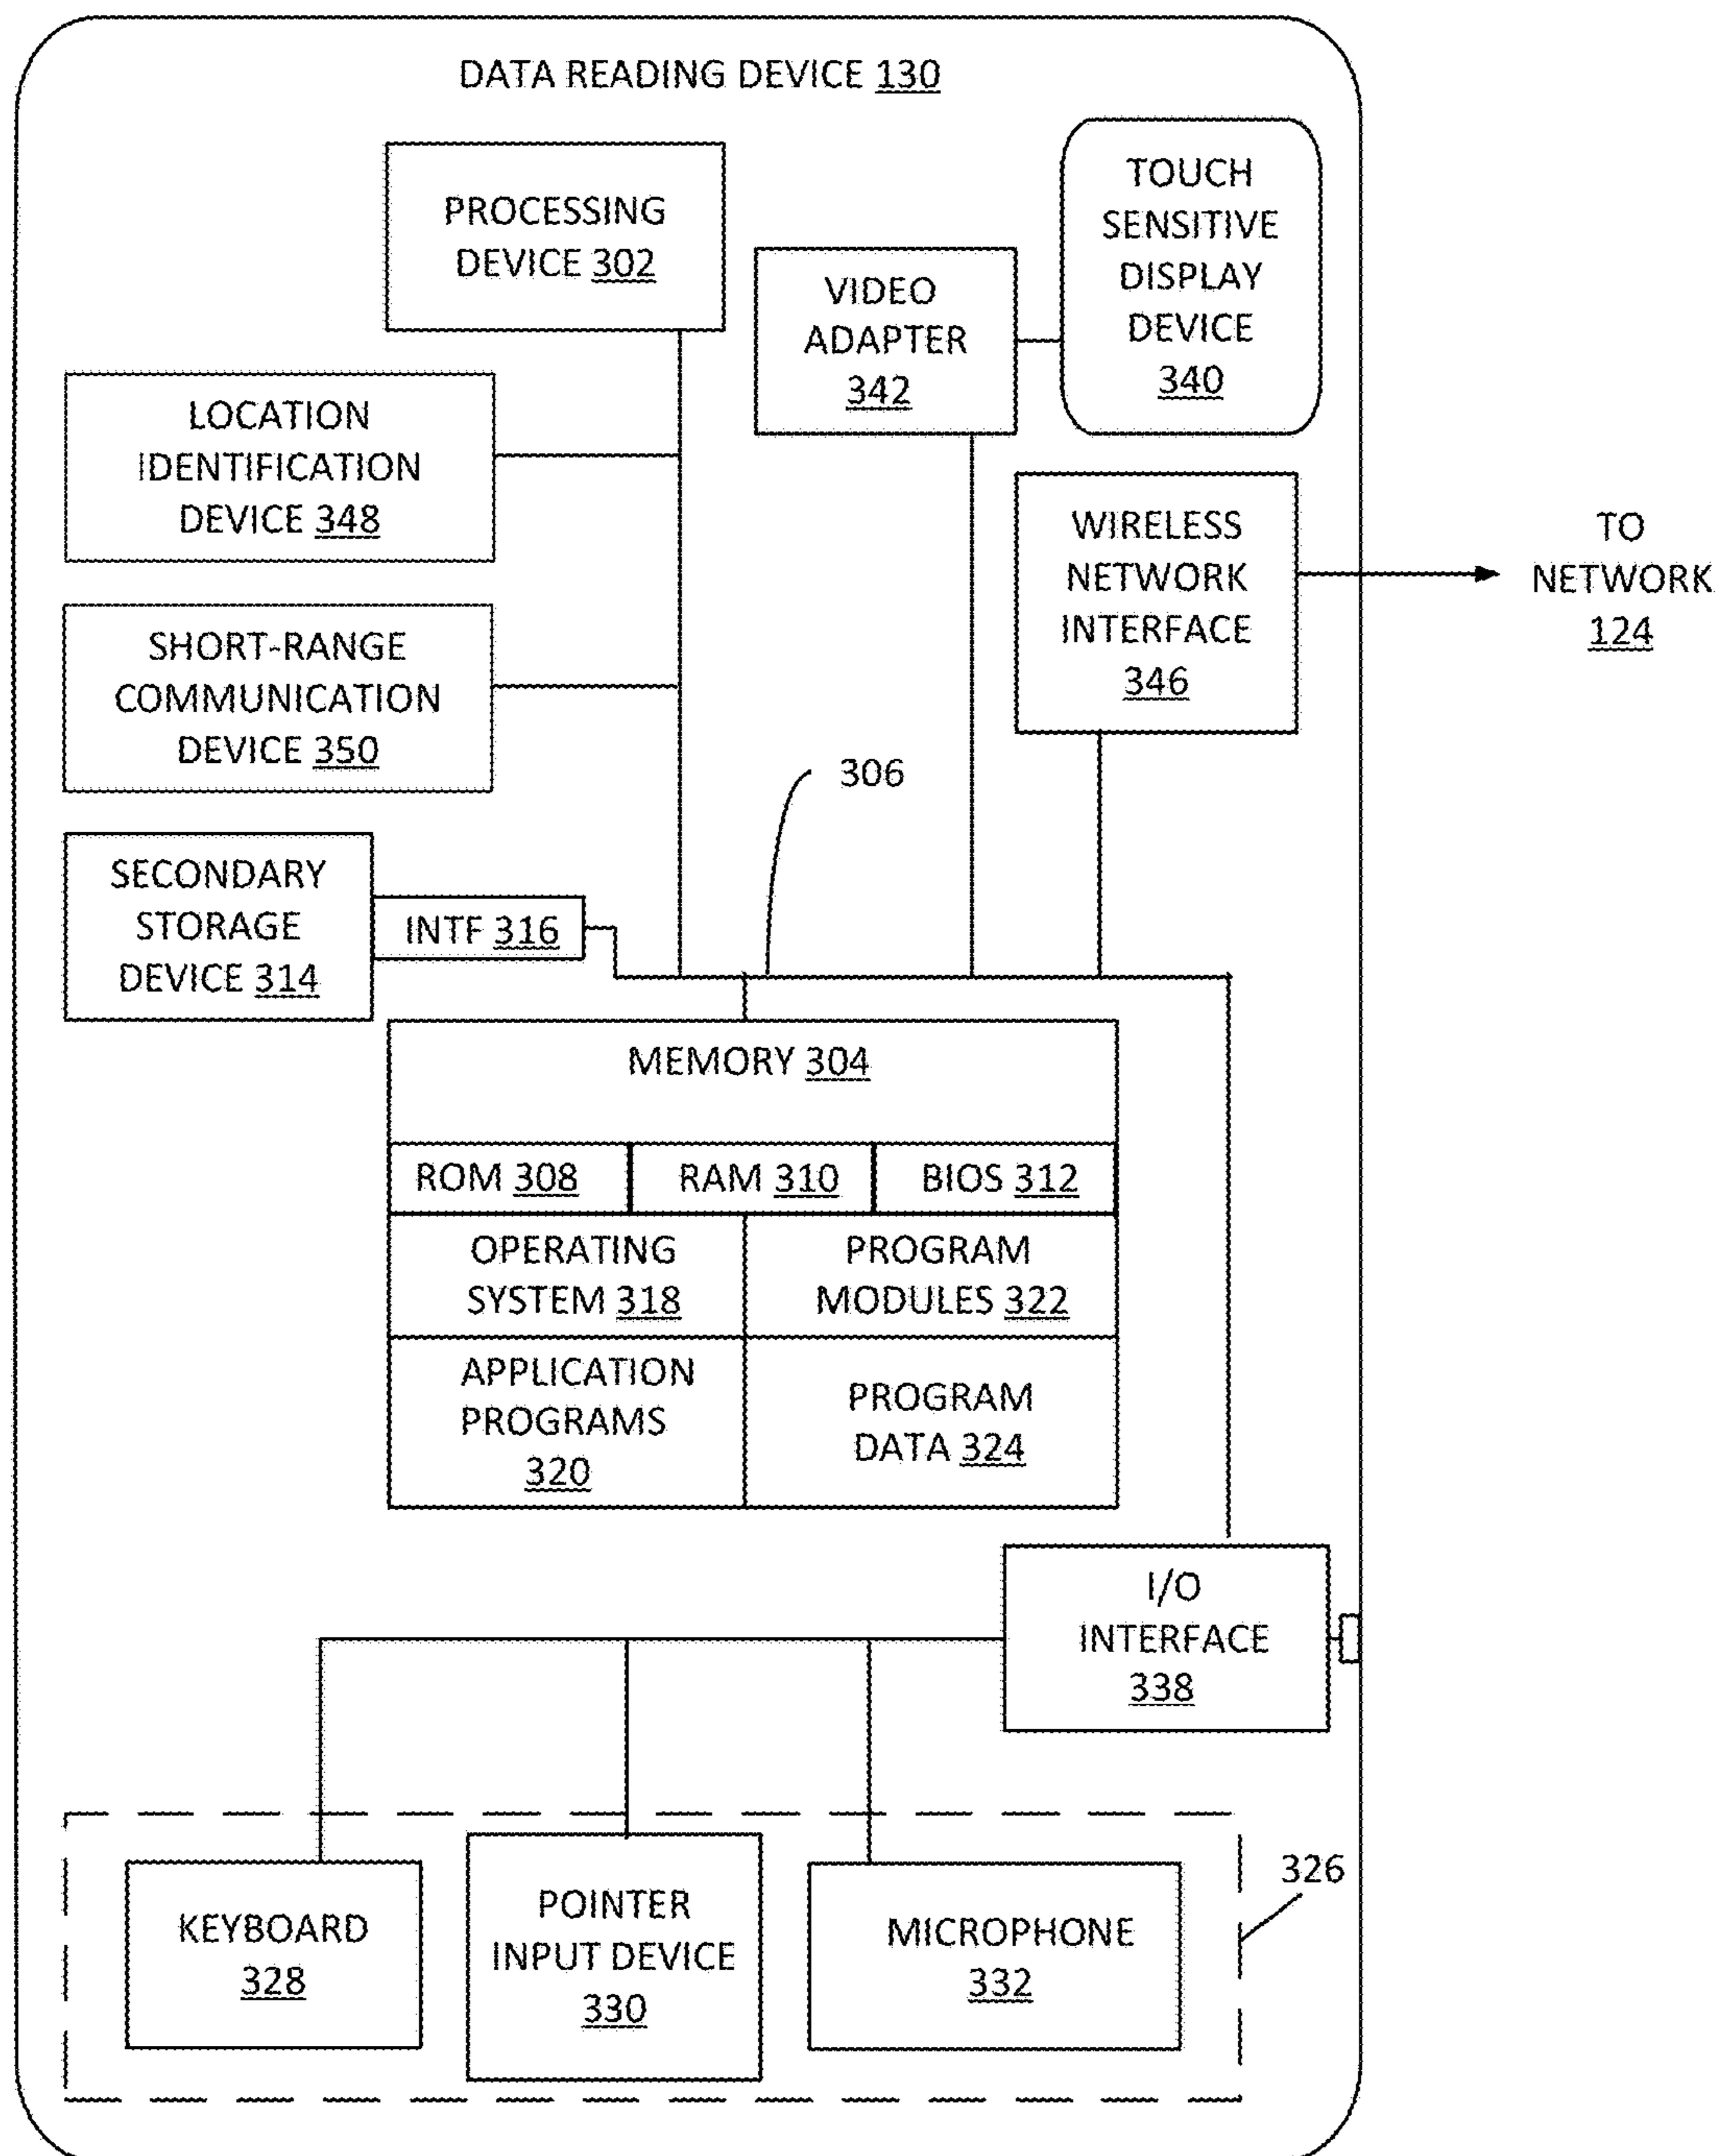 DATA READING DEVICE 130
PROCESSING
DEVICE 302
TOUCH
SENSITIVE
DISPLAY
DEVICE
340
VIDEO
ADAPTER
342
LOCATION
IDENTIFICATION
DEVICE 348
WIRELESS
NETWORK
INTERFACE
346
TO
NETWORK
124
SHORT-RANGE
COMMUNICATION
DEVICE 350
306
SECONDARY
STORAGE
DEVICE 314
INTF 316
MEMORY 304
ROM 308
RAM 310
BIOS 312
OPERATING
SYSTEM 318
PROGRAM
MODULES 322
APPLICATION
PROGRAMS
320
PROGRAM
DATA 324
I/O
INTERFACE
338
326
KEYBOARD
328
POINTER
INPUT DEVICE
330
MICROPHONE
332